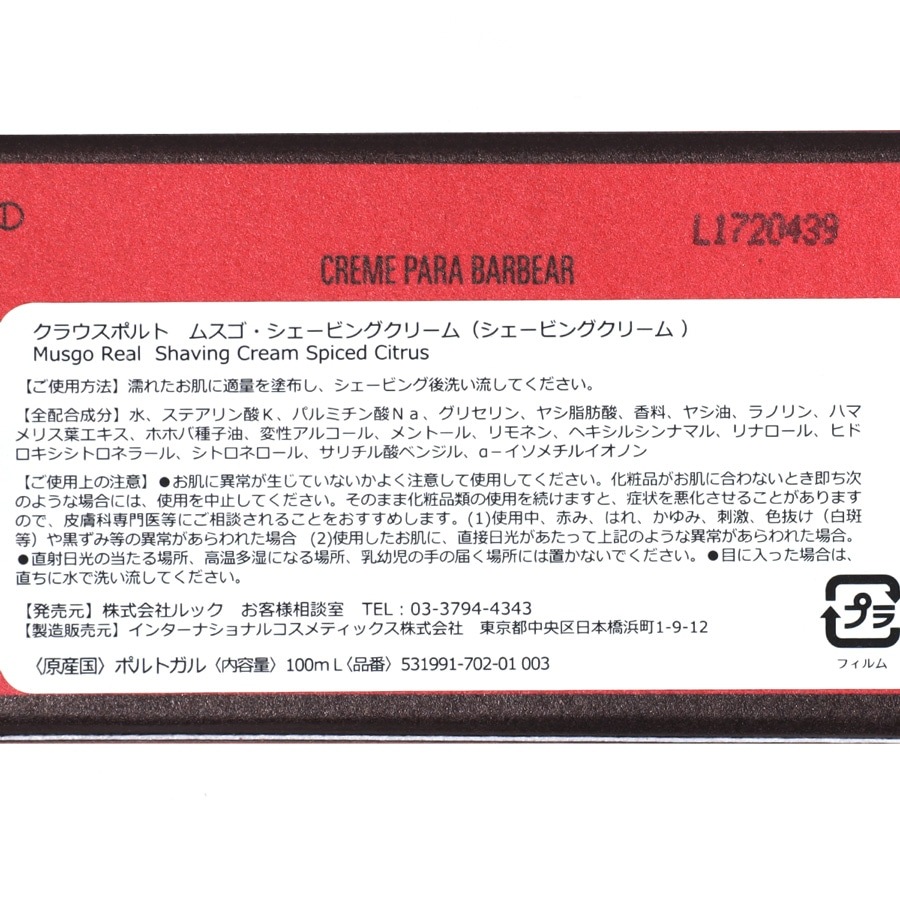 L1720439
CREME PARA BARBEAR
クラウスポルト　ムスゴ・シェービングクリーム（シェービングクリーム ）
Musgo Real  Shaving Cream Spiced Citrus
【ご使用方法】濡れたお肌に適量を塗布し、シェービング後洗い流してください。
【全配合成分】水、ステアリン酸Ｋ、パルミチン酸Ｎａ、グリセリン、ヤシ脂肪酸、香料、ヤシ油、ラノリン、ハマ
メリス葉エキス、ホホバ種子油、変性アルコール、メントール、リモネン、ヘキシルシンナマル、リナロール、ヒド
ロキシシトロネラール、シトロネロール、サリチル酸ベンジル、α－イソメチルイオノン
【ご使用上の注意】●お肌に異常が生じていないかよく注意して使用してください。化粧品がお肌に合わないとき即ち次
のような場合には、使用を中止してください。そのまま化粧品類の使用を続けますと、症状を悪化させることがあります
ので、皮膚科専門医等にご相談されることをおすすめします。(1)使用中、赤み、はれ、かゆみ、刺激、色抜け（白斑
等）や黒ずみ等の異常があらわれた場合　(2)使用したお肌に、直接日光があたって上記のような異常があらわれた場合。
●直射日光の当たる場所、高温多湿になる場所、乳幼児の手の届く場所には置かないでください。●目に入った場合は、
直ちに水で洗い流してください。
【発売元】株式会社ルック　お客様相談室　TEL：03-3794-4343
【製造販売元】インターナショナルコスメティックス株式会社　東京都中央区日本橋浜町1-9-12
〈原産国〉ポルトガル〈内容量〉100ｍＬ〈品番〉531991-702-01 003
プラ
フィルム